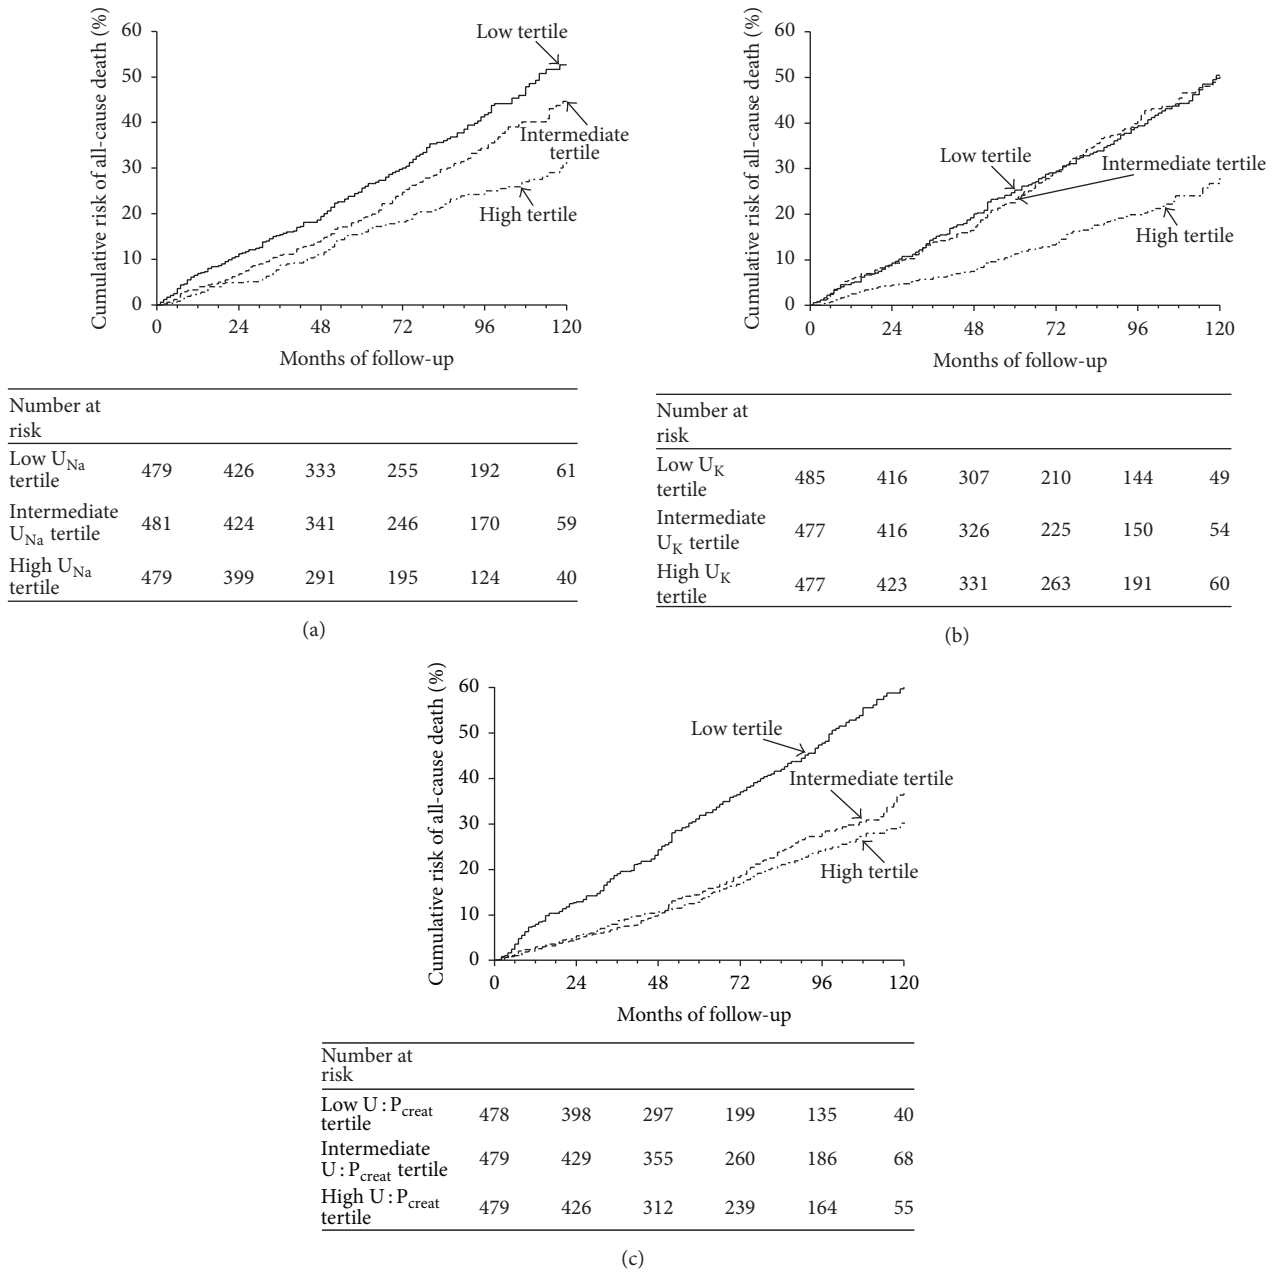 Cumulative risk of all-cause death (%)
60
50
40
30
20
10
0
0 24 48 72 96 120
Months of follow-up
Low tertile
Intermediate
tertile
High tertile
Number at
risk
Low U_Na
tertile
479 426 333 255 192 61
Intermediate
U_Na tertile
481 424 341 246 170 59
High U_Na
tertile
479 399 291 195 124 40
(a)
Cumulative risk of all-cause death (%)
60
50
40
30
20
10
0
0 24 48 72 96 120
Months of follow-up
Low tertile
Intermediate tertile
High tertile
Number at
risk
Low U_K
tertile
485 416 307 210 144 49
Intermediate
U_K tertile
477 416 326 225 150 54
High U_K
tertile
477 423 331 263 191 60
(b)
Cumulative risk of all-cause death (%)
60
50
40
30
20
10
0
0 24 48 72 96 120
Months of follow-up
Low tertile
Intermediate tertile
High tertile
Number at
risk
Low U : P_creat
tertile
478 398 297 199 135 40
Intermediate
U : P_creat tertile
479 429 355 260 186 68
High U : P_creat
tertile
479 426 312 239 164 55
(c)